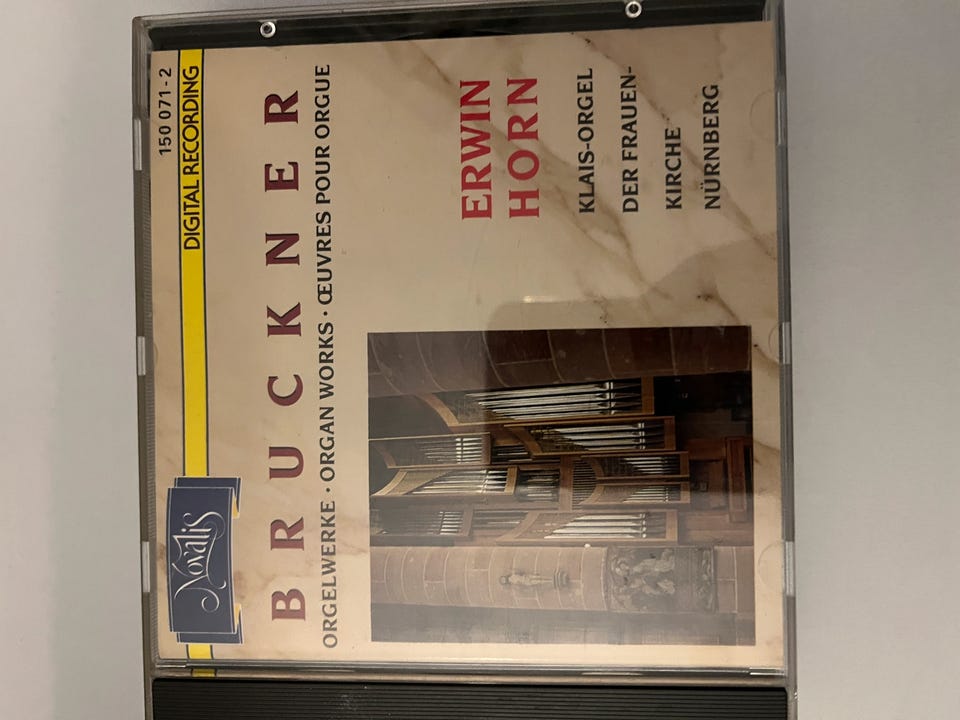 150 071-2
DIGITAL RECORDING
Novalis
BRUCKNER
ORGELWERKE · ORGAN WORKS · ŒUVRES POUR ORGUE
ERWIN
HORN
KLAIS-ORGEL
DER FRAUEN-
KIRCHE
NÜRNBERG